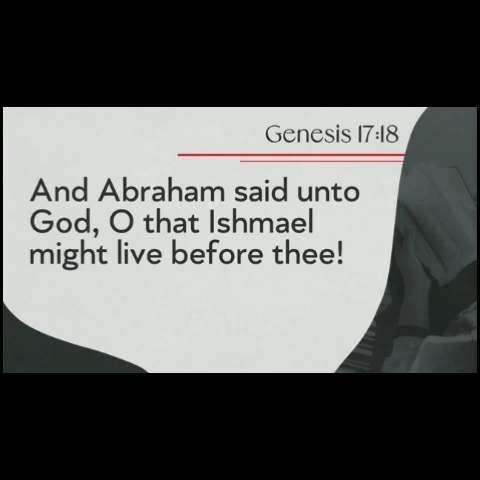 Genesis 17:18
And Abraham said unto
God, O that Ishmael
might live before thee!